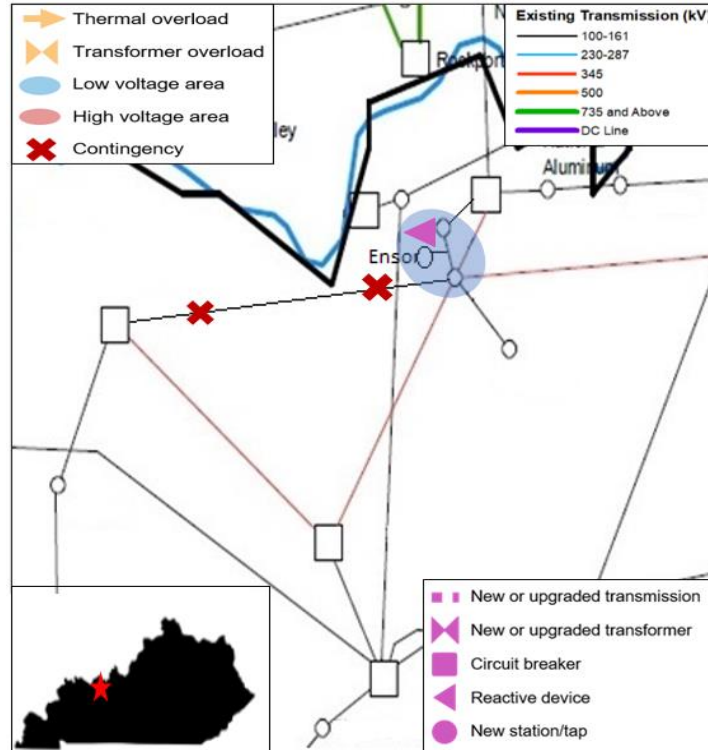 Thermal overload
Transformer overload
Low voltage area
High voltage area
Contingency
Existing Transmission (kV)
100-161
230-287
345
500
735 and Above
DC Line
Rockport
ley
Aluminum
Ensor
New or upgraded transmission
New or upgraded transformer
Circuit breaker
Reactive device
New station/tap